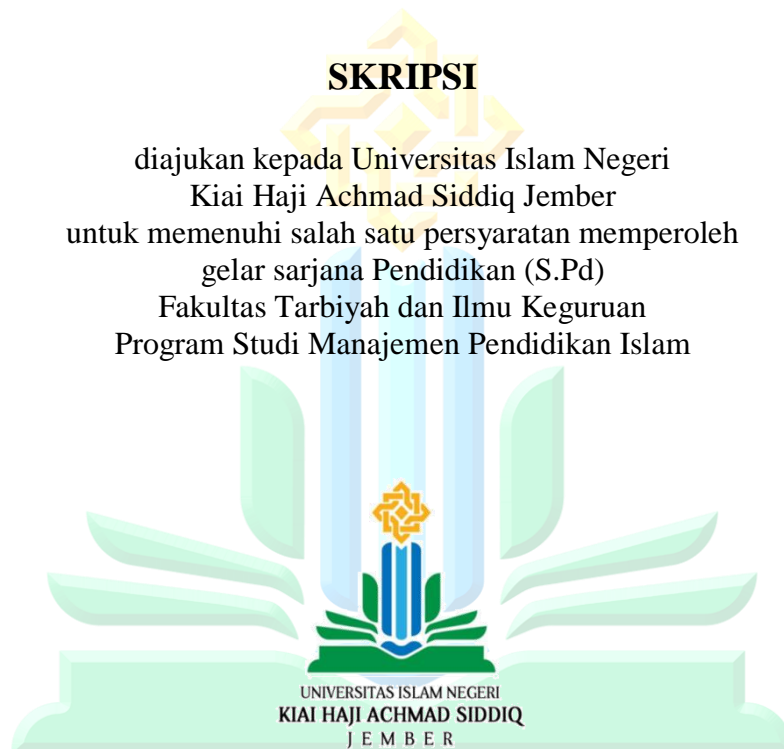 SKRIPSI
diajukan kepada Universitas Islam Negeri
Kiai Haji Achmad Siddiq Jember
untuk memenuhi salah satu persyaratan memperoleh
gelar sarjana Pendidikan (S.Pd)
Fakultas Tarbiyah dan Ilmu Keguruan
Program Studi Manajemen Pendidikan Islam
UNIVERSITAS ISLAM NEGERI
KIAI HAJI ACHMAD SIDDIQ
JEMBER